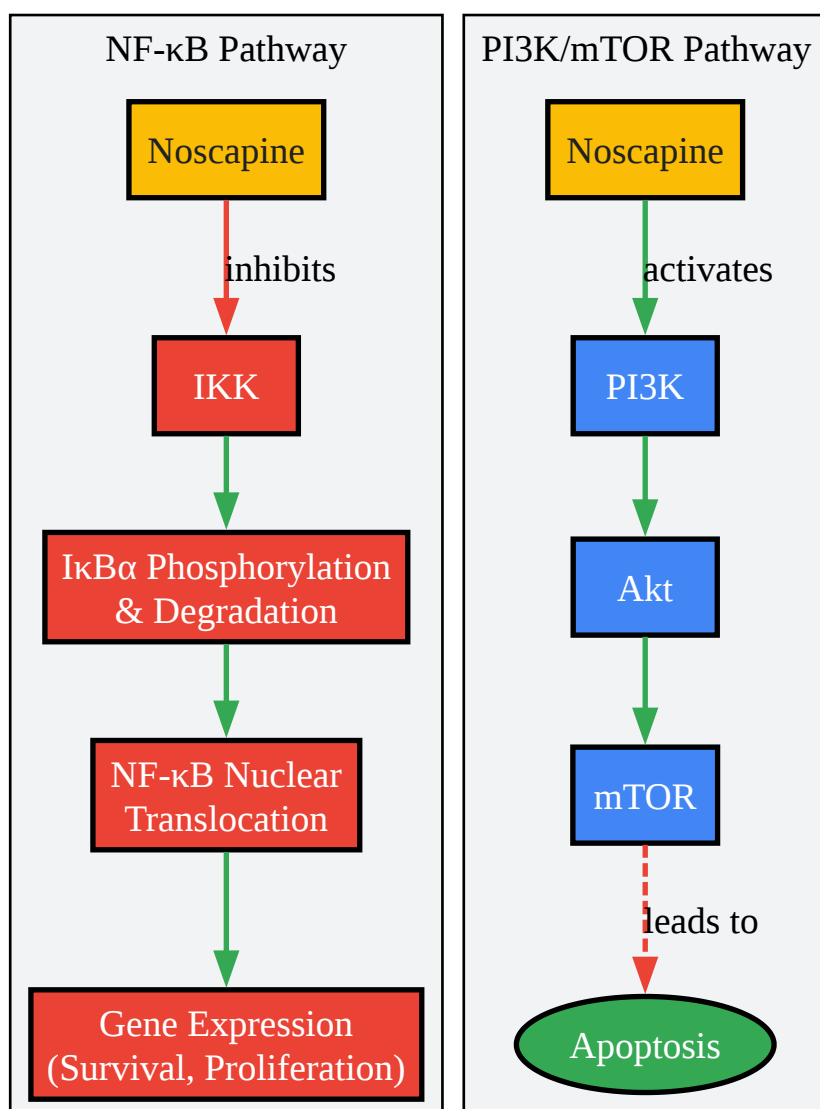 NF-κB Pathway
Noscapine
inhibits
IKK
IκBα Phosphorylation
& Degradation
NF-κB Nuclear
Translocation
Gene Expression
(Survival, Proliferation)
PI3K/mTOR Pathway
Noscapine
activates
PI3K
Akt
mTOR
leads to
Apoptosis